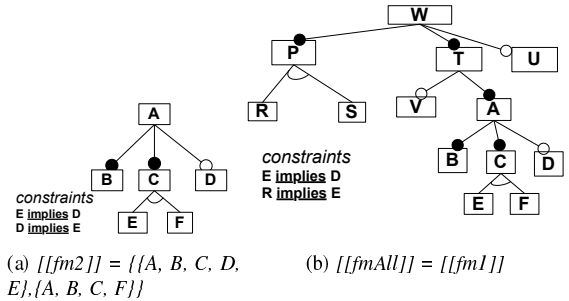 W
P
T
U
R
S
V
A
B
C
D
E
F
constraints
E implies D
R implies E
A
B
C
D
E
F
constraints
E implies D
D implies E
(a) [[fm2]] = {{A, B, C, D,
E},{A, B, C, F}}
(b) [[fmAll]] = [[fm1]]